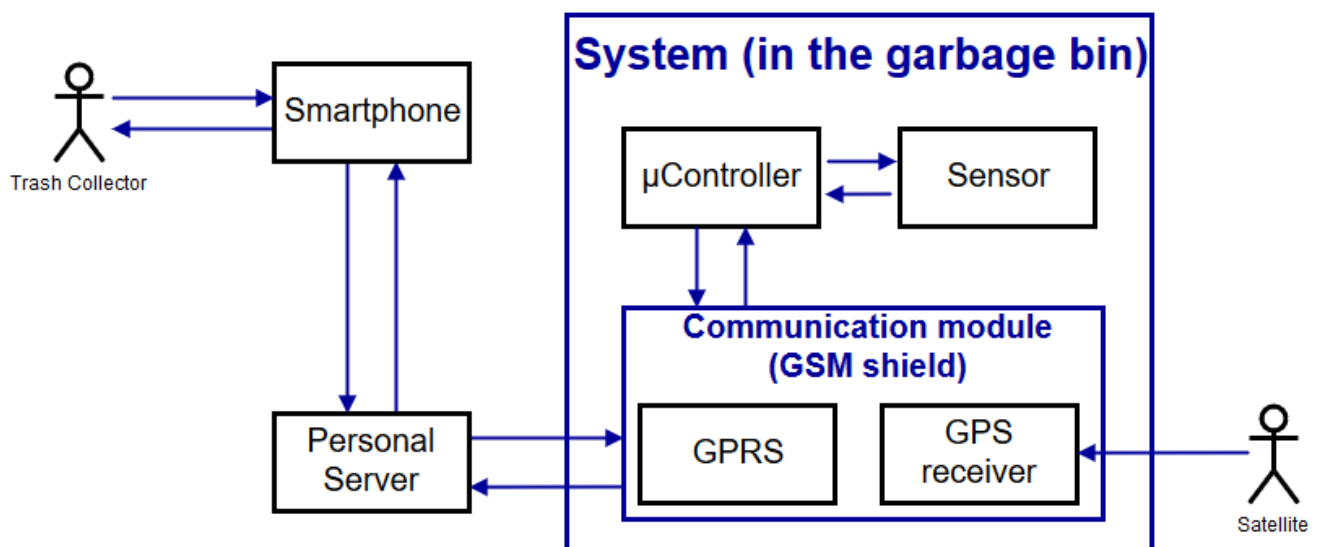 System (in the garbage bin)
Smartphone
Trash Collector
µController
Sensor
Communication module
(GSM shield)
Personal
Server
GPRS
GPS
receiver
Satellite